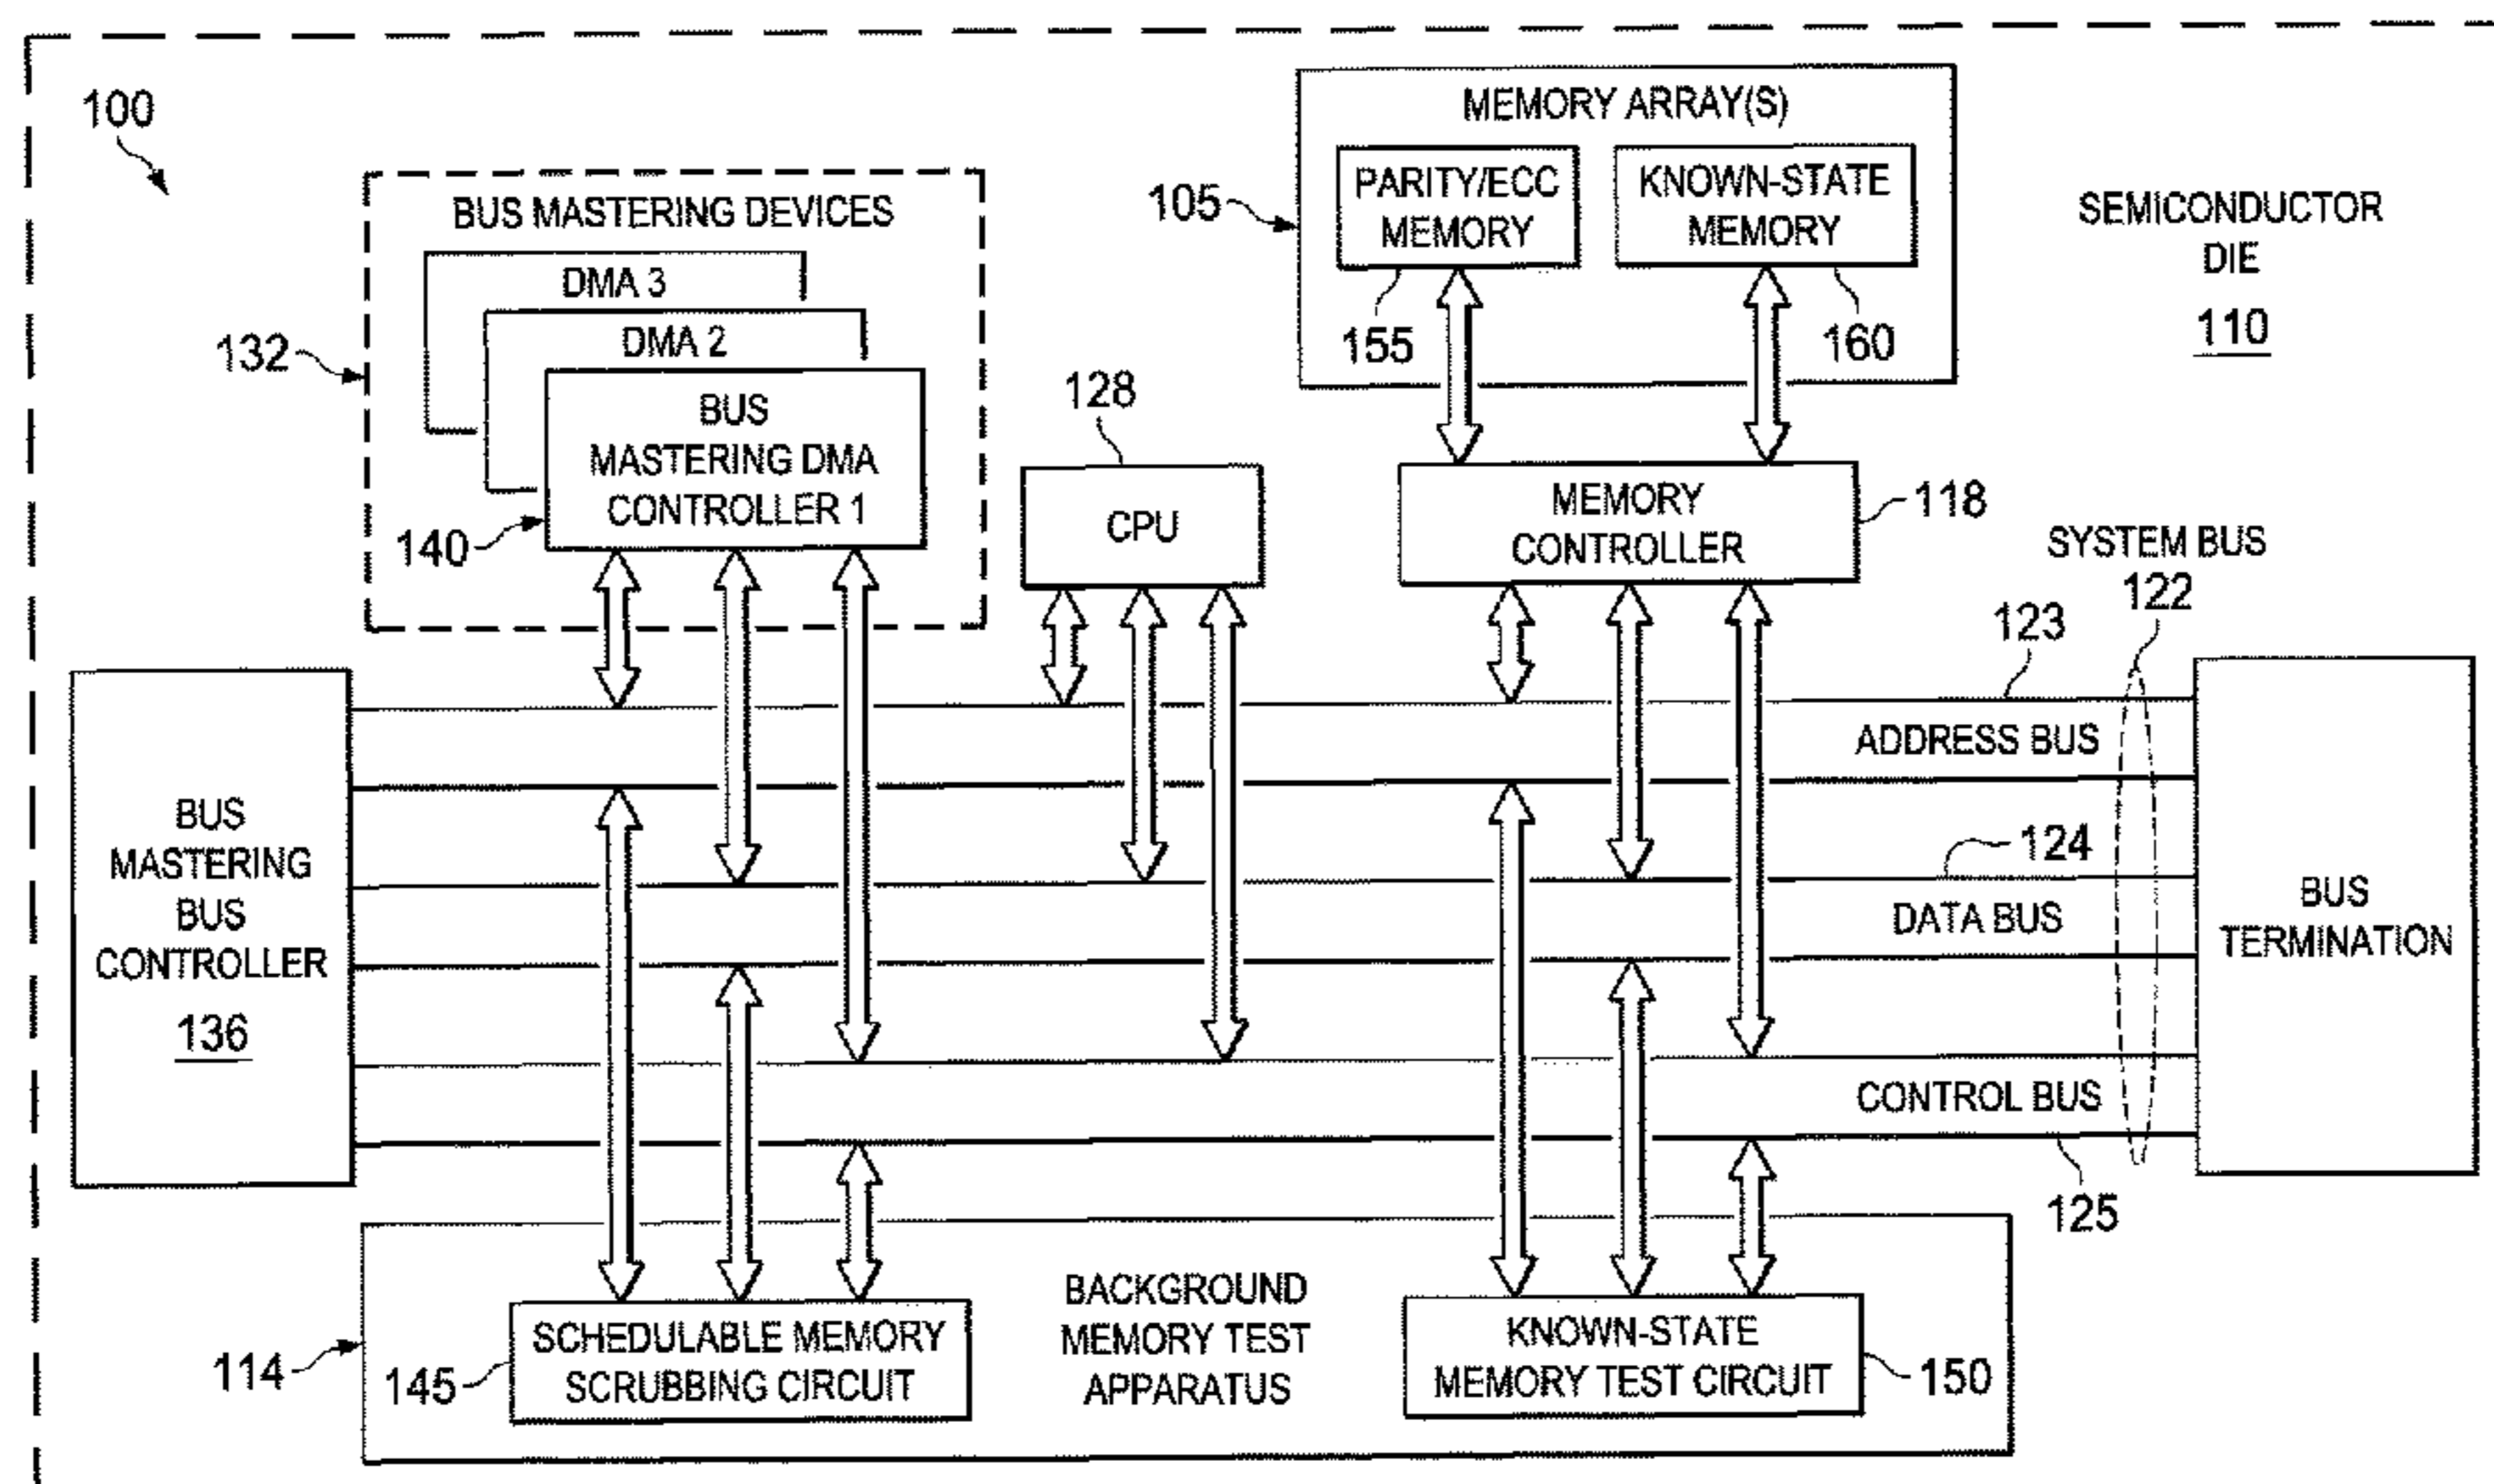 100
MEMORY ARRAY(S)
PARITY/ECC
MEMORY
KNOWN-STATE
MEMORY
105
155
160
SEMICONDUCTOR
DIE
110
BUS MASTERING DEVICES
DMA 3
DMA 2
BUS
MASTERING DMA
CONTROLLER 1
132
140
128
CPU
MEMORY
CONTROLLER
118
SYSTEM BUS
122
123
ADDRESS BUS
124
DATA BUS
CONTROL BUS
125
BUS
MASTERING
BUS
CONTROLLER
136
BUS
TERMINATION
114
145
SCHEDULABLE MEMORY
SCRUBBING CIRCUIT
BACKGROUND
MEMORY TEST
APPARATUS
KNOWN-STATE
MEMORY TEST CIRCUIT
150